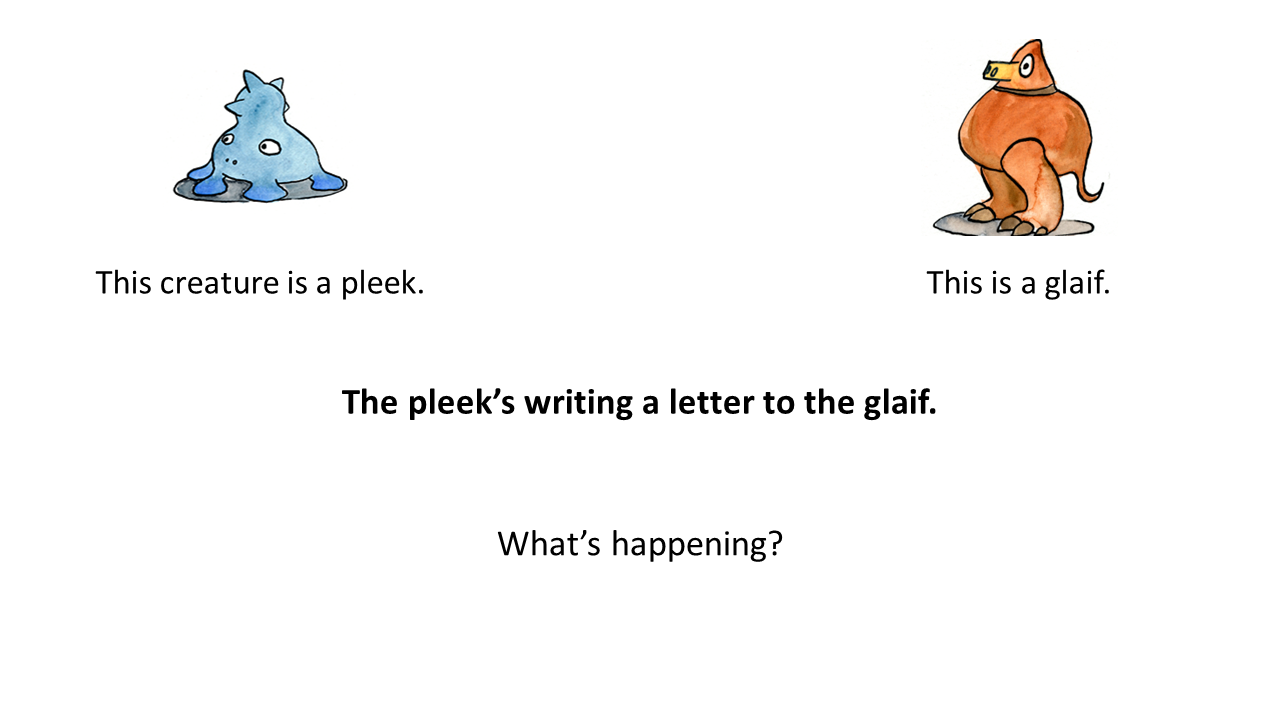 This creature is a pleek.
This is a glaif.
The pleek’s writing a letter to the glaif.
What’s happening?